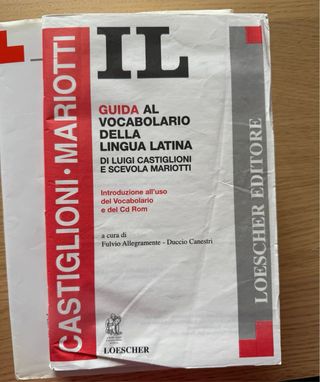 IL
GUIDA AL
VOCABOLARIO
DELLA
LINGUA LATINA
DI LUIGI CASTIGLIONI
E SCEVOLA MARIOTTI
Introduzione all'uso
del Vocabolario
e del Cd Rom
a cura di
Fulvio Allegramente - Duccio Canestri
LOESCHER
CASTIGLIONI • MARIOTTI
LOESCHER EDITORE